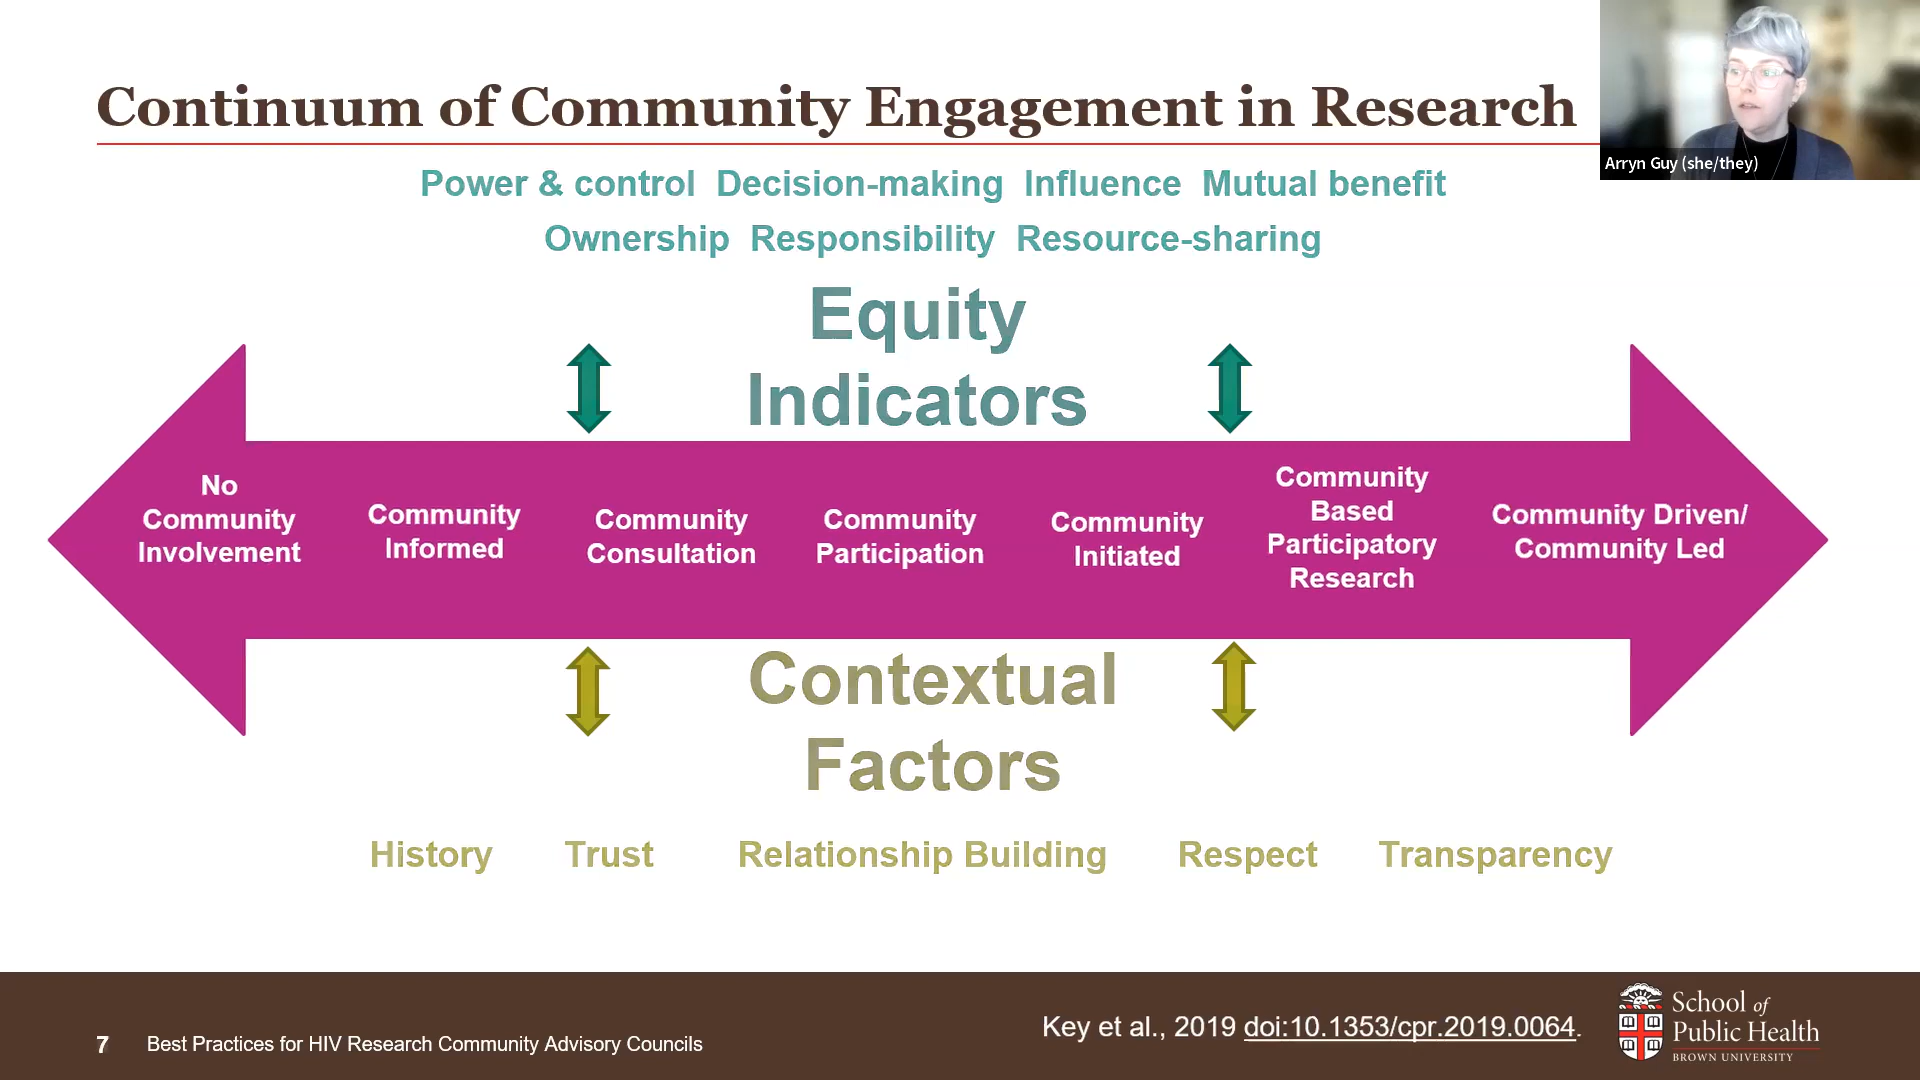 Continuum of Community Engagement in Research
Arryn Guy (she/they)
Power & control Decision-making Influence Mutual benefit
Ownership Responsibility Resource-sharing
Equity
Indicators
No
Community
Involvement
Community
Informed
Community
Consultation
Community
Participation
Community
Initiated
Community
Based
Participatory
Research
Community Driven/
Community Led
Contextual
Factors
History Trust Relationship Building Respect Transparency
7 Best Practices for HIV Research Community Advisory Councils
Key et al., 2019 doi:10.1353/cpr.2019.0064.
School of
Public Health
BROWN UNIVERSITY